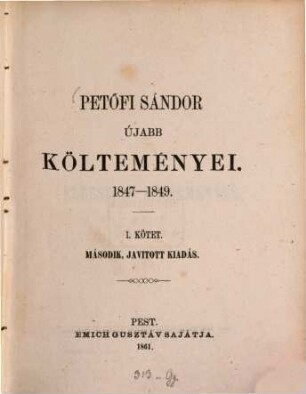 PETŐFI SÁNDOR
ÚJABB
KÖLTEMÉNYEI.
1847—1849.
I. KÖTET.
MÁSODIK, JAVITOTT KIADÁS.
PEST.
EMICH GUSZTÁV SAJÁTJA.
1861.